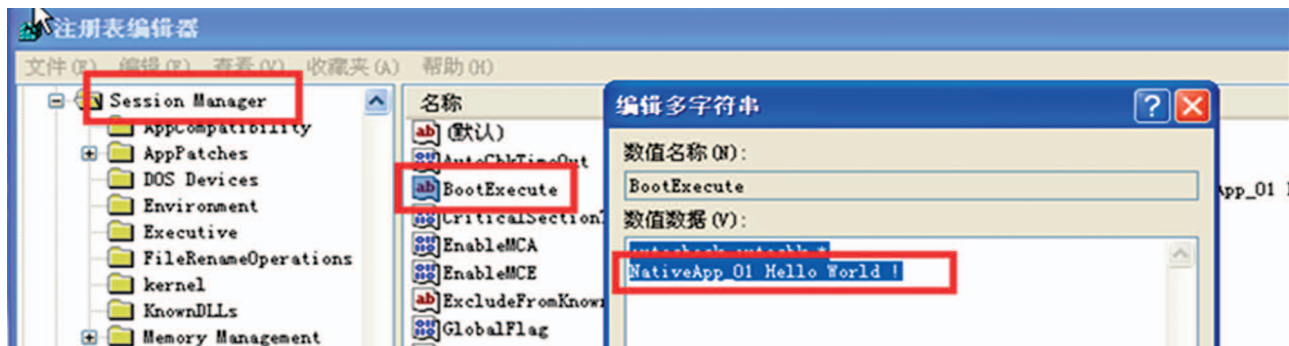 注册表编辑器
文件(F) 编辑(E) 查看(V) 收藏夹(A) 帮助(H)
Session Manager
AppCompatibility
AppPatches
DOS Devices
Environment
Executive
FileRenameOperations
kernel
KnownDLLs
Memory Management
名称
(默认)
AutoChkTimeOut
BootExecute
CriticalSection
EnableMCA
EnableMCE
ExcludeFromKnow
GlobalFlag
编辑多字符串
数值名称(N):
BootExecute
数值数据(V):
autocheck autochk *
NativeApp_01 Hello World !
App_01